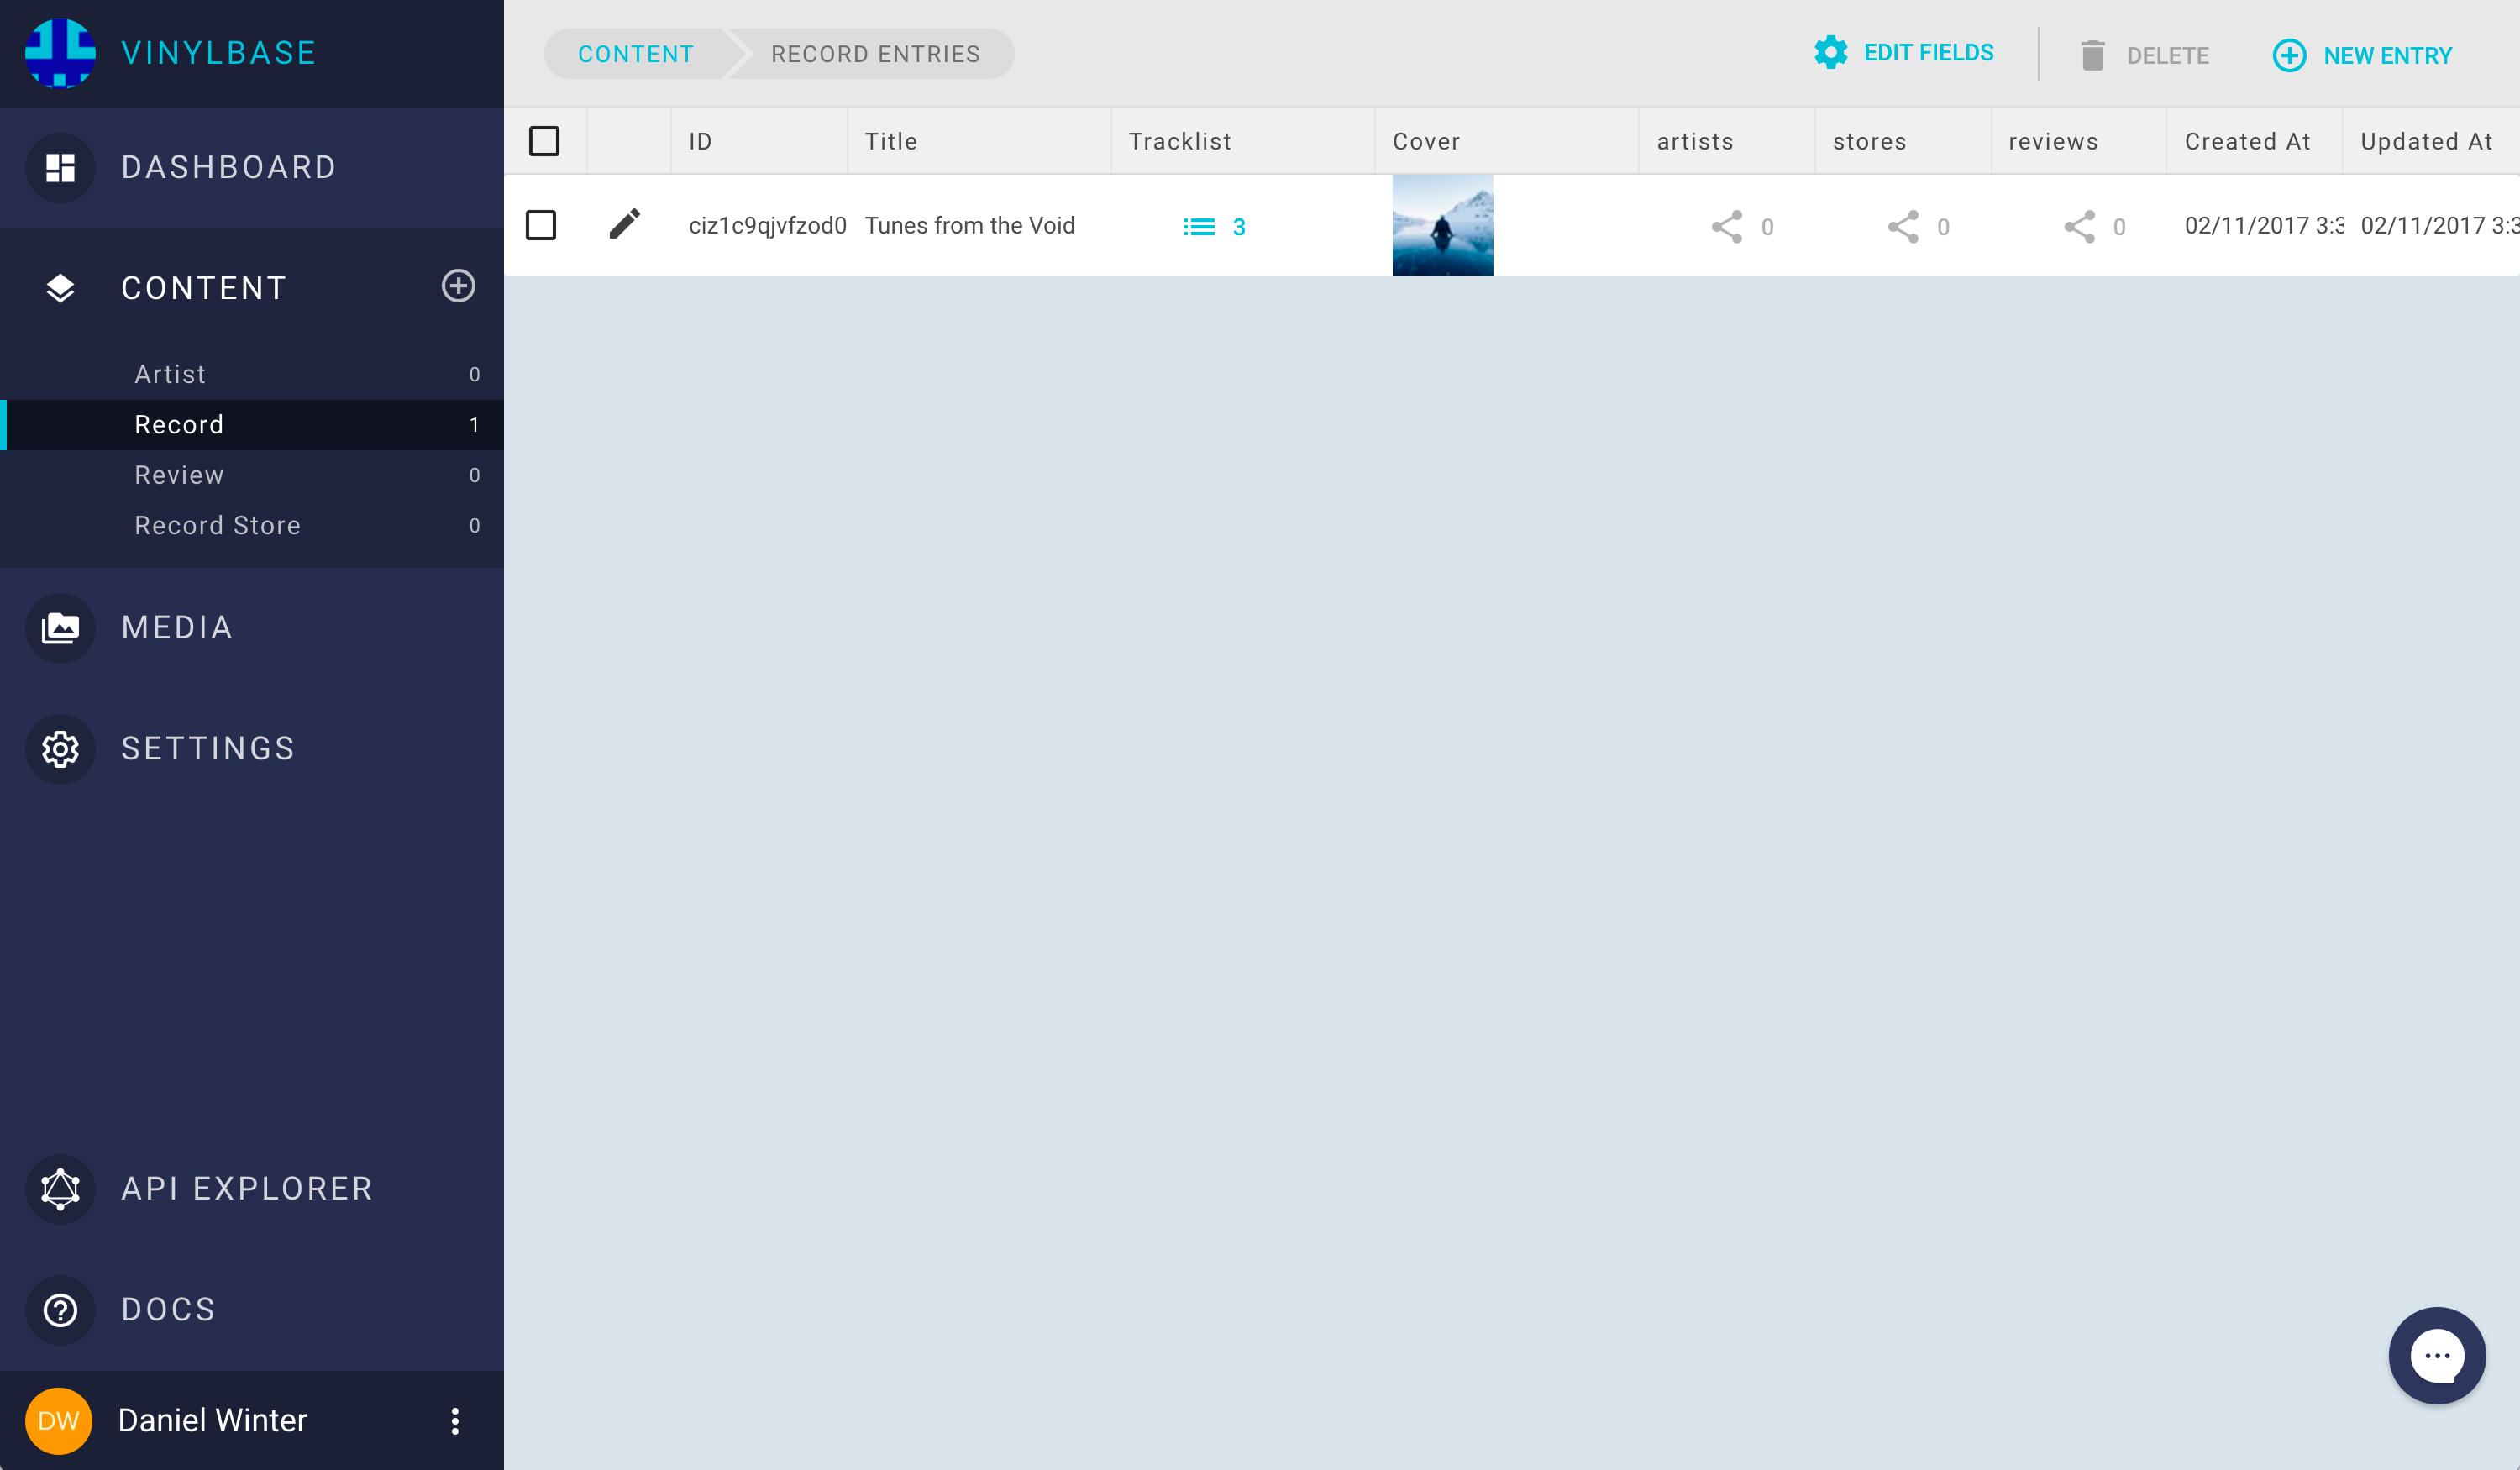 VINYLBASE
DASHBOARD
CONTENT
Artist 0
Record 1
Review 0
Record Store 0
MEDIA
SETTINGS
API EXPLORER
DOCS
DW Daniel Winter
CONTENT RECORD ENTRIES EDIT FIELDS DELETE NEW ENTRY
ID Title Tracklist Cover artists stores reviews Created At Updated At
ciz1c9qjvfzod0 Tunes from the Void 3 0 0 0 02/11/2017 3:3 02/11/2017 3:3